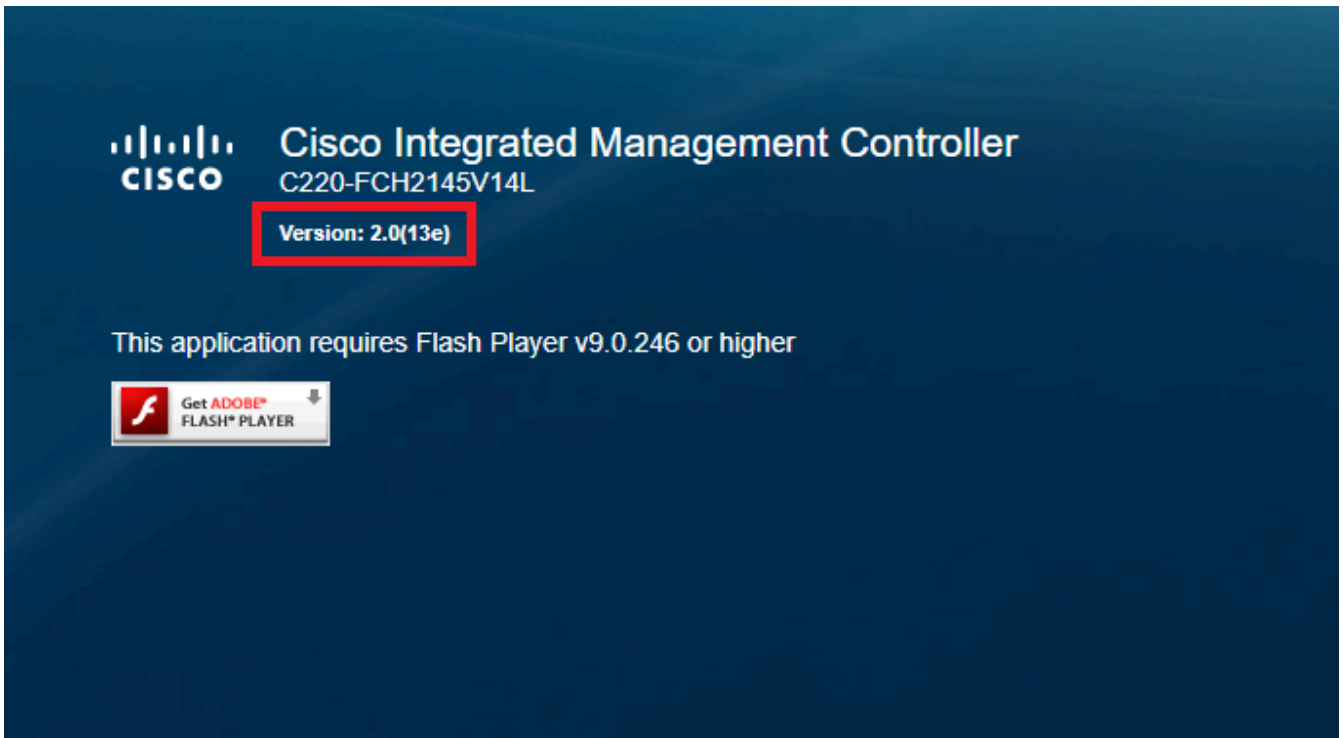 CISCO
Cisco Integrated Management Controller
C220-FCH2145V14L
Version: 2.0(13e)
This application requires Flash Player v9.0.246 or higher
Get ADOBE®
FLASH® PLAYER